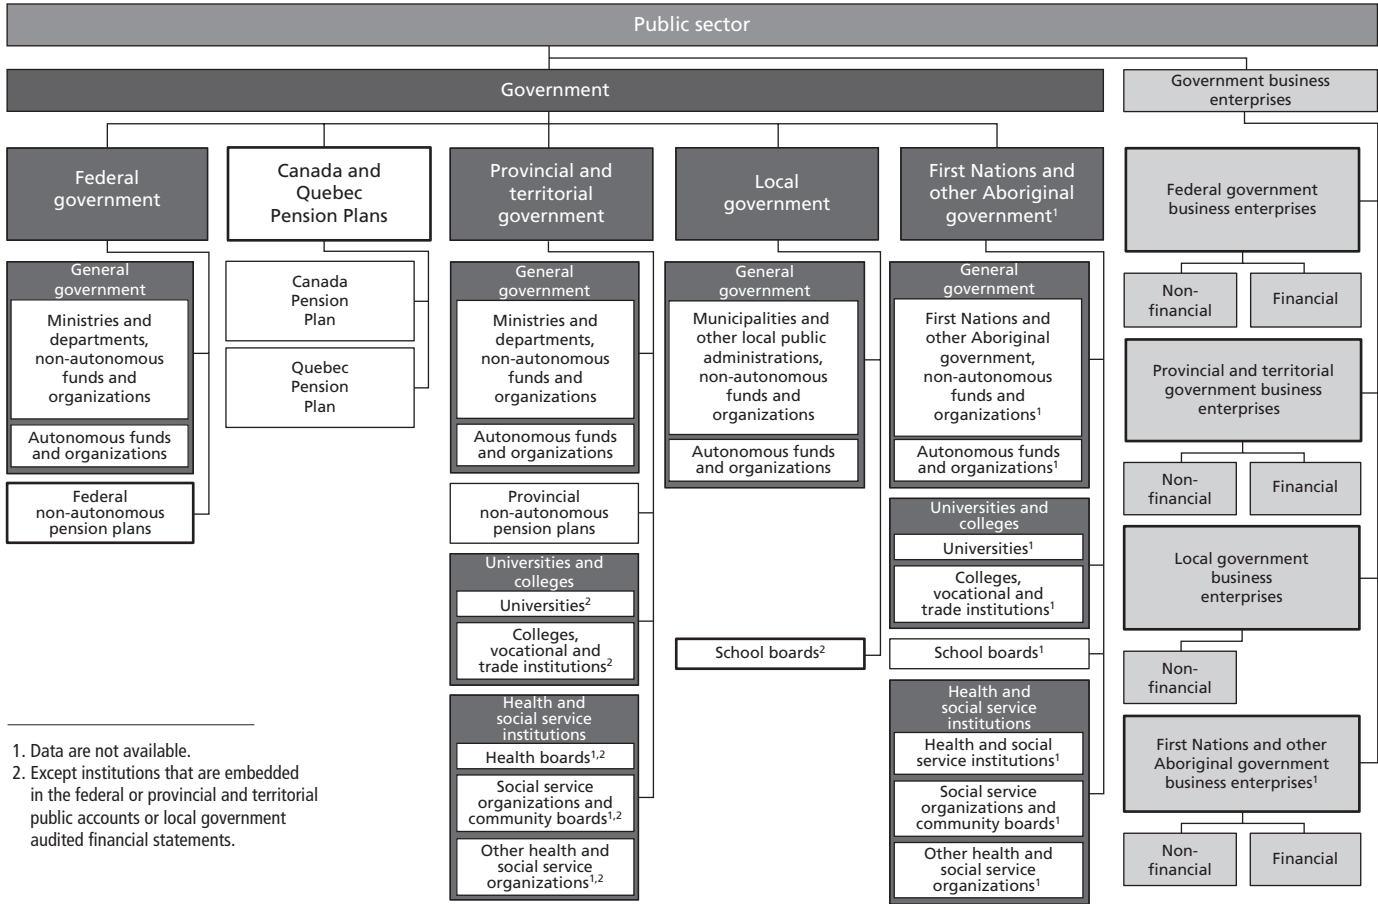 Public sector
Government
Government business
enterprises
Federal
government
Canada and
Quebec
Pension Plans
Provincial and
territorial
government
Local
government
First Nations and
other Aboriginal
government¹
General
government
Ministries and
departments,
non-autonomous
funds and
organizations
Autonomous funds
and organizations
Federal
non-autonomous
pension plans
Canada
Pension
Plan
Quebec
Pension
Plan
General
government
Ministries and
departments,
non-autonomous
funds and
organizations
Autonomous funds
and organizations
Provincial
non-autonomous
pension plans
Universities and
colleges
Universities²
Colleges,
vocational and
trade institutions²
Health and
social service
institutions
Health boards¹,²
Social service
organizations and
community boards¹,²
Other health and
social service
organizations¹,²
General
government
Municipalities and
other local public
administrations,
non-autonomous
funds and
organizations
Autonomous funds
and organizations
School boards²
General
government
First Nations and
other Aboriginal
government,
non-autonomous
funds and
organizations¹
Autonomous funds
and organizations¹
Universities and
colleges
Universities¹
Colleges,
vocational and
trade institutions¹
School boards¹
Health and
social service
institutions
Health and social
service institutions¹
Social service
organizations and
community boards¹
Other health and
social service
organizations¹
Federal government
business enterprises
Non-
financial
Financial
Provincial and territorial
government business
enterprises
Non-
financial
Financial
Local government
business
enterprises
Non-
financial
First Nations and other
Aboriginal government
business enterprises¹
Non-
financial
Financial
1. Data are not available.
2. Except institutions that are embedded
in the federal or provincial and territorial
public accounts or local government
audited financial statements.